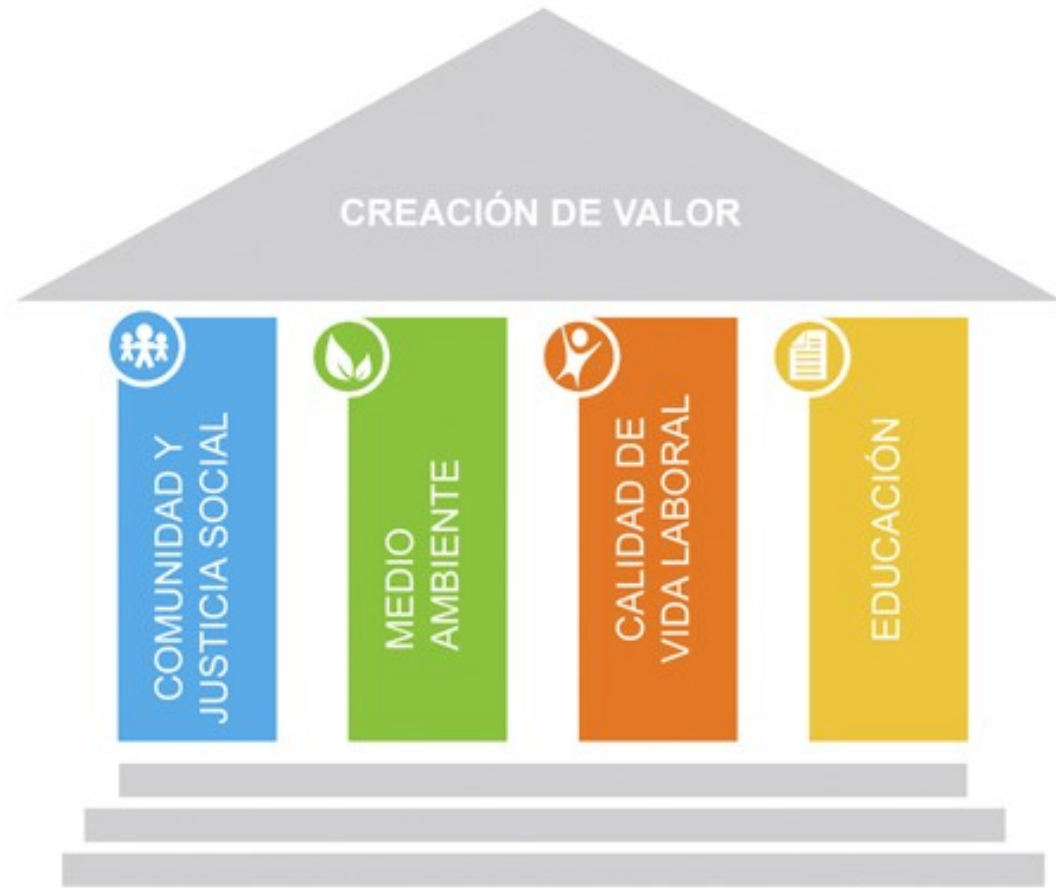 CREACIÓN DE VALOR
COMUNIDAD Y
JUSTICIA SOCIAL
MEDIO
AMBIENTE
CALIDAD DE
VIDA LABORAL
EDUCACIÓN